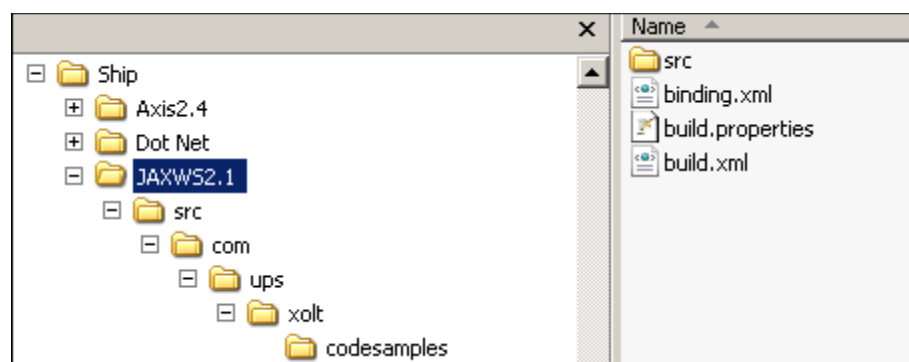 Ship
Axis2.4
Dot Net
JAXWS2.1
src
com
ups
xolt
codesamples
Name
src
binding.xml
build.properties
build.xml